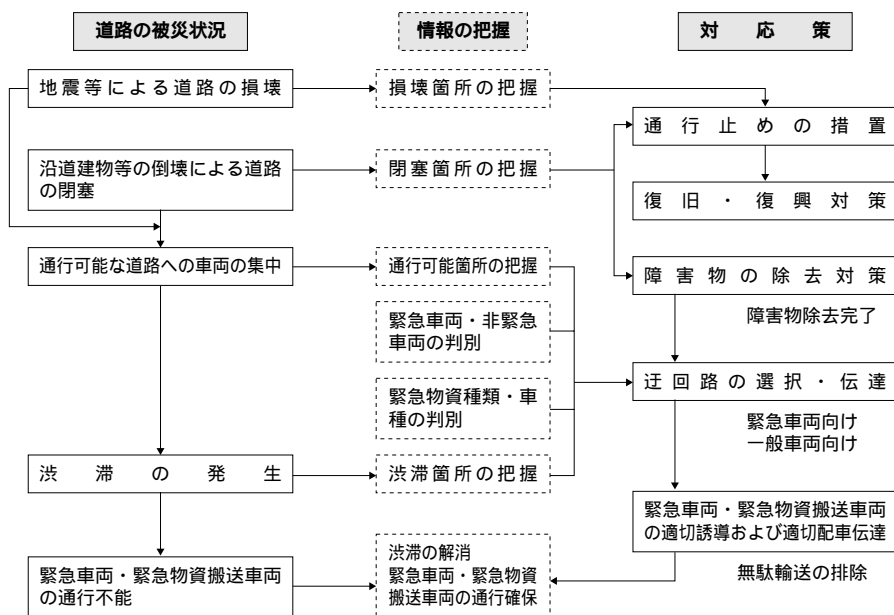 道路の被災状況
情報の把握
対応策
地震等による道路の損壊
損壊箇所の把握
通行止めの措置
沿道建物等の倒壊による道路
の閉塞
閉塞箇所の把握
復旧・復興対策
通行可能な道路への車両の集中
通行可能箇所の把握
障害物の除去対策
障害物除去完了
緊急車両・非緊急
車両の判別
迂回路の選択・伝達
緊急物資種類・車
種の判別
緊急車両向け
一般車両向け
渋滞の発生
渋滞箇所の把握
緊急車両・緊急物資搬送車両
の適切誘導および適切配車伝達
無駄輸送の排除
緊急車両・緊急物資搬送車両
の通行不能
渋滞の解消
緊急車両・緊急物資
搬送車両の通行確保